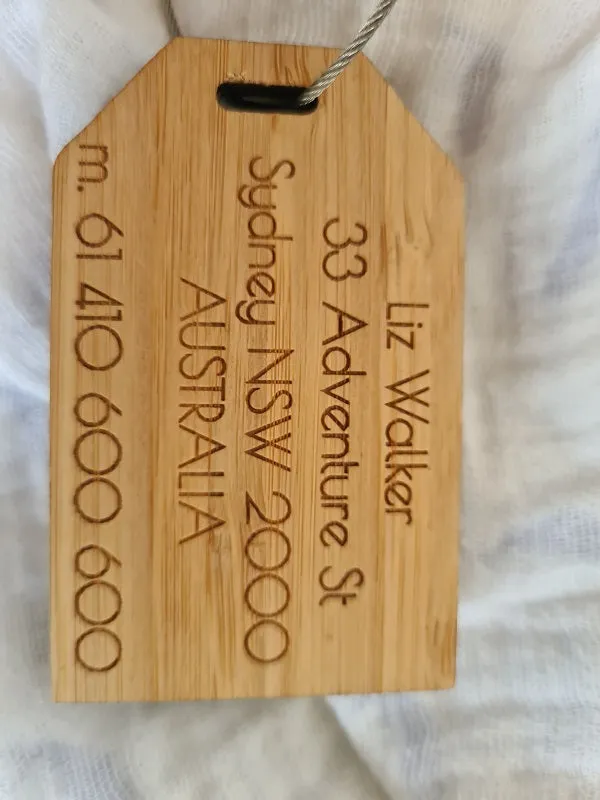 Liz Walker
33 Adventure St
Sydney NSW 2000
AUSTRALIA
m. 61 410 600 600